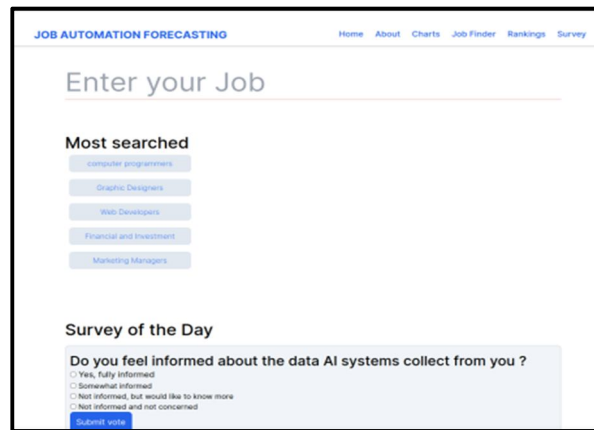 JOB AUTOMATION FORECASTING
Home About Charts Job Finder Rankings Survey
Enter your Job
Most searched
computer programmers
Graphic Designers
Web Developers
Financial and Investment
Marketing Managers
Survey of the Day
Do you feel informed about the data AI systems collect from you ?
Yes, fully informed
Somewhat informed
Not informed, but would like to know more
Not informed and not concerned
Submit vote